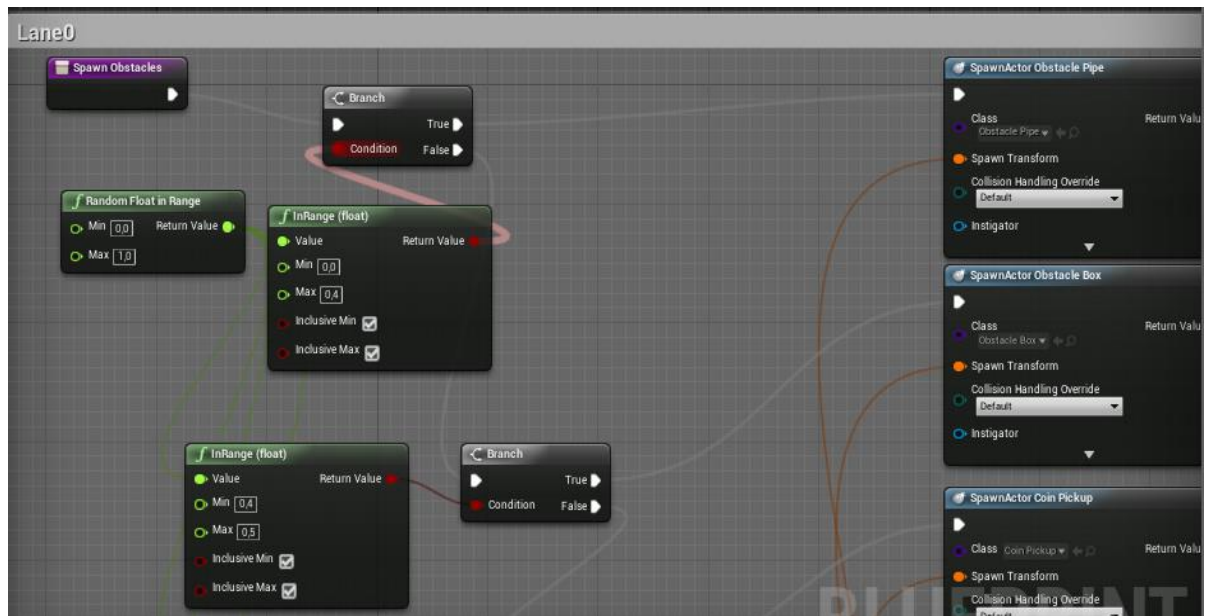 Lane0
Spawn Obstacles
Branch
True
Condition
False
Random Float in Range
Min 0,0
Return Value
Max 1,0
InRange (float)
Value
Return Value
Min 0,0
Max 0,4
Inclusive Min
Inclusive Max
InRange (float)
Value
Return Value
Min 0,4
Max 0,5
Inclusive Min
Inclusive Max
Branch
True
Condition
False
SpawnActor Obstacle Pipe
Class
Return Valu
Obstacle Pipe
Spawn Transform
Collision Handling Override
Default
Instigator
SpawnActor Obstacle Box
Class
Return Valu
Obstacle Box
Spawn Transform
Collision Handling Override
Default
Instigator
SpawnActor Coin Pickup
Class Coin Pickup
Return Valu
Spawn Transform
Collision Handling Override
Default
BLUEPRINT